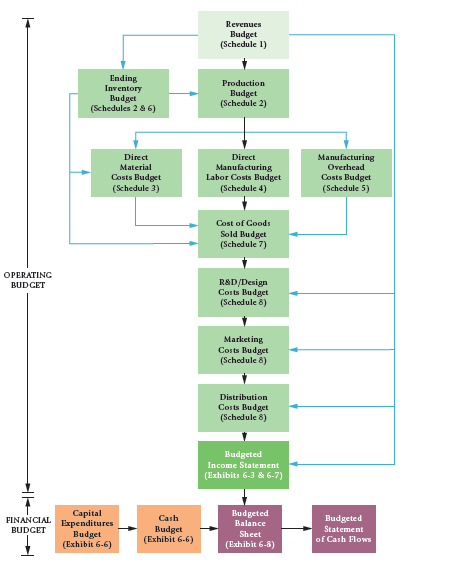 Revenues
Budget
(Schedule 1)
Ending
Inventory
Budget
(Schedules 2 & 6)
Production
Budget
(Schedule 2)
Direct
Material
Costs Budget
(Schedule 3)
Direct
Manufacturing
Labor Costs Budget
(Schedule 4)
Manufacturing
Overhead
Costs Budget
(Schedule 5)
Cost of Goods
Sold Budget
(Schedule 7)
OPERATING
BUDGET
R&D/Design
Costs Budget
(Schedule 8)
Marketing
Costs Budget
(Schedule 8)
Distribution
Costs Budget
(Schedule 8)
Budgeted
Income Statement
(Exhibits 6-3 & 6-7)
FINANCIAL
BUDGET
Capital
Expenditures
Budget
(Exhibit 6-6)
Cash
Budget
(Exhibit 6-6)
Budgeted
Balance
Sheet
(Exhibit 6-8)
Budgeted
Statement
of Cash Flows